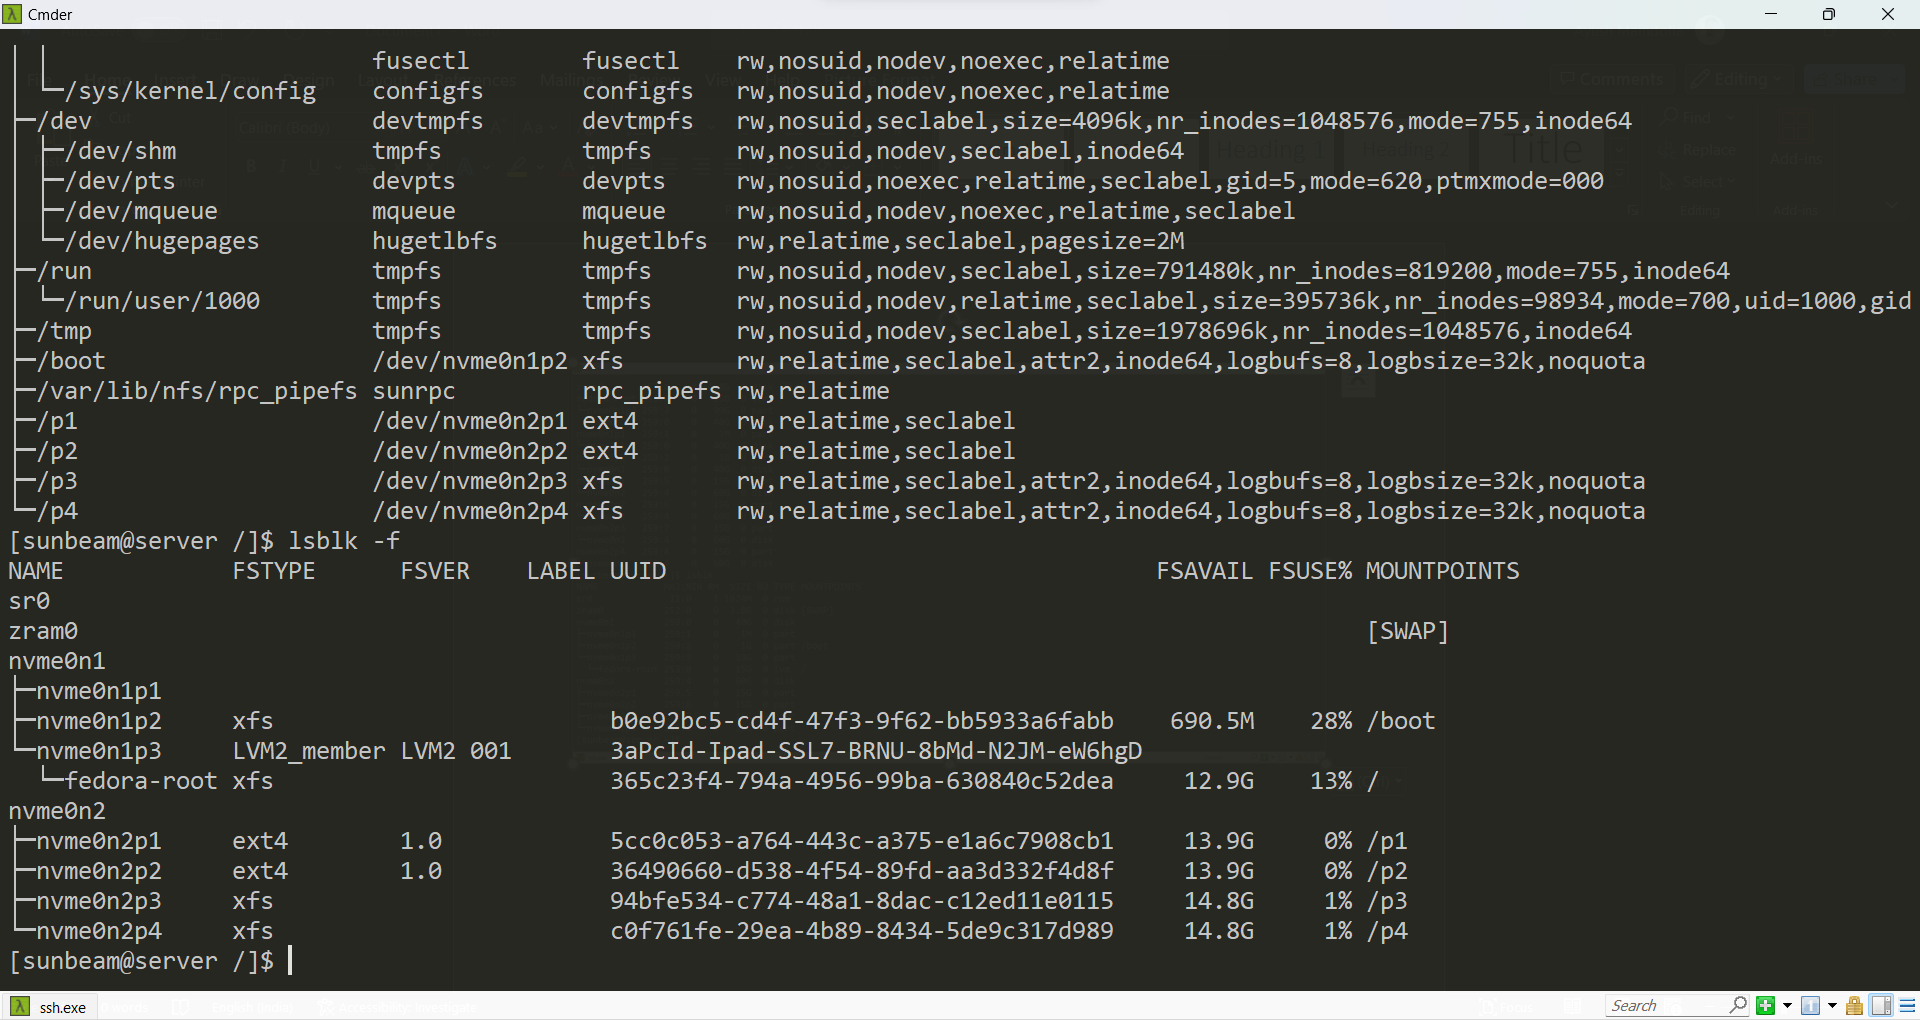 Cmder
│ │                       fusectl        fusectl   rw,nosuid,nodev,noexec,relatime
│ └─/sys/kernel/config    configfs       configfs  rw,nosuid,nodev,noexec,relatime
├─/dev                    devtmpfs       devtmpfs  rw,nosuid,seclabel,size=4096k,nr_inodes=1048576,mode=755,inode64
│ ├─/dev/shm              tmpfs          tmpfs     rw,nosuid,nodev,seclabel,inode64
│ ├─/dev/pts              devpts         devpts    rw,nosuid,noexec,relatime,seclabel,gid=5,mode=620,ptmxmode=000
│ ├─/dev/mqueue           mqueue         mqueue    rw,nosuid,nodev,noexec,relatime,seclabel
│ └─/dev/hugepages        hugetlbfs      hugetlbfs rw,relatime,seclabel,pagesize=2M
├─/run                    tmpfs          tmpfs     rw,nosuid,nodev,seclabel,size=791480k,nr_inodes=819200,mode=755,inode64
│ └─/run/user/1000        tmpfs          tmpfs     rw,nosuid,nodev,relatime,seclabel,size=395736k,nr_inodes=98934,mode=700,uid=1000,gid
├─/tmp                    tmpfs          tmpfs     rw,nosuid,nodev,seclabel,size=1978696k,nr_inodes=1048576,inode64
├─/boot                   /dev/nvme0n1p2 xfs       rw,relatime,seclabel,attr2,inode64,logbufs=8,logbsize=32k,noquota
├─/var/lib/nfs/rpc_pipefs sunrpc         rpc_pipefs rw,relatime
├─/p1                     /dev/nvme0n2p1 ext4      rw,relatime,seclabel
├─/p2                     /dev/nvme0n2p2 ext4      rw,relatime,seclabel
├─/p3                     /dev/nvme0n2p3 xfs       rw,relatime,seclabel,attr2,inode64,logbufs=8,logbsize=32k,noquota
└─/p4                     /dev/nvme0n2p4 xfs       rw,relatime,seclabel,attr2,inode64,logbufs=8,logbsize=32k,noquota
[sunbeam@server /]$ lsblk -f
NAME            FSTYPE      FSVER    LABEL UUID                                   FSAVAIL FSUSE% MOUNTPOINTS
sr0
zram0                                                                                            [SWAP]
nvme0n1
├─nvme0n1p1
├─nvme0n1p2     xfs                        b0e92bc5-cd4f-47f3-9f62-bb5933a6fabb    690.5M    28% /boot
└─nvme0n1p3     LVM2_member LVM2 001       3aPcId-Ipad-SSL7-BRNU-8bMd-N2JM-eW6hgD
  └─fedora-root xfs                        365c23f4-794a-4956-99ba-630840c52dea     12.9G    13% /
nvme0n2
├─nvme0n2p1     ext4        1.0            5cc0c053-a764-443c-a375-e1a6c7908cb1     13.9G     0% /p1
├─nvme0n2p2     ext4        1.0            36490660-d538-4f54-89fd-aa3d332f4d8f     13.9G     0% /p2
├─nvme0n2p3     xfs                        94bfe534-c774-48a1-8dac-c12ed11e0115     14.8G     1% /p3
└─nvme0n2p4     xfs                        c0f761fe-29ea-4b89-8434-5de9c317d989     14.8G     1% /p4
[sunbeam@server /]$
ssh.exe
Search